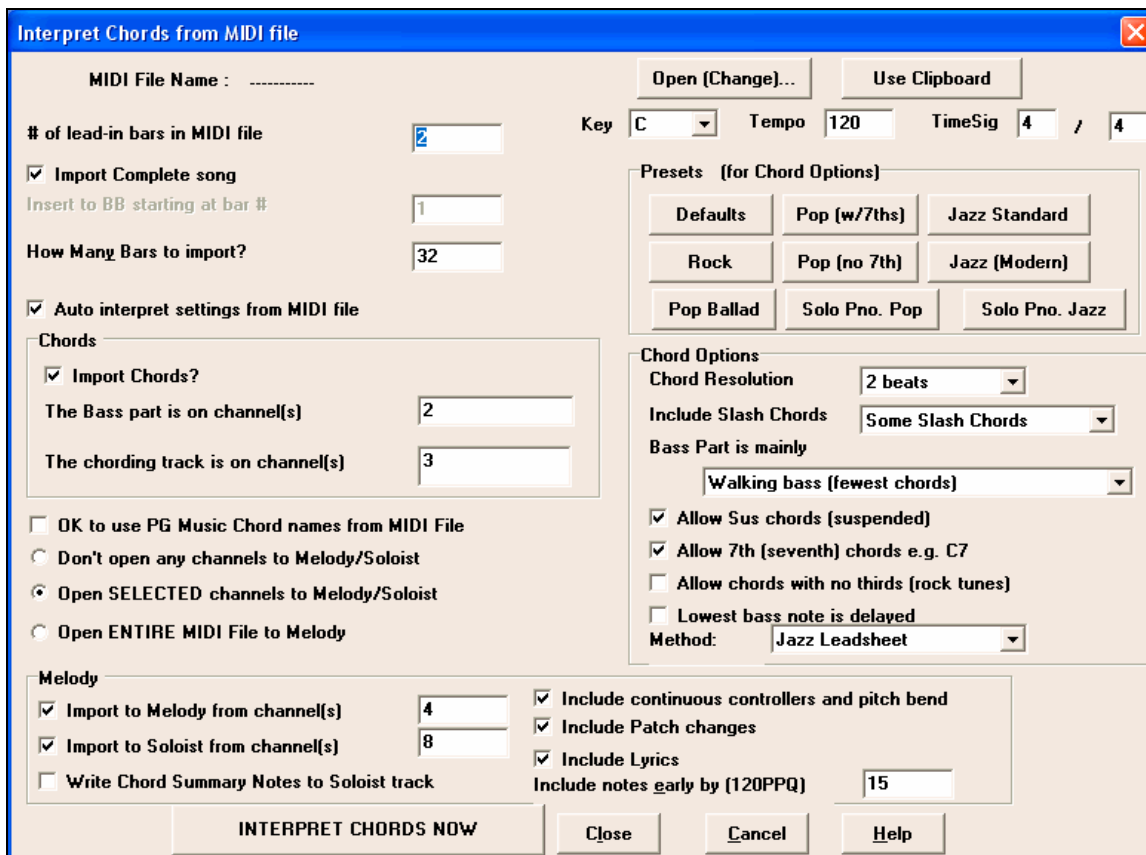 Interpret Chords from MIDI file
MIDI File Name : -----------
Open (Change)...
Use Clipboard
# of lead-in bars in MIDI file
2
Key
C
Tempo
120
TimeSig
4
/
4
Import Complete song
Insert to BB starting at bar #
1
How Many Bars to import?
32
Auto interpret settings from MIDI file
Presets (for Chord Options)
Defaults
Pop (w/7ths)
Jazz Standard
Rock
Pop (no 7th)
Jazz (Modern)
Pop Ballad
Solo Pno. Pop
Solo Pno. Jazz
Chords
Import Chords?
The Bass part is on channel(s)
2
The chording track is on channel(s)
3
Chord Options
Chord Resolution
2 beats
Include Slash Chords
Some Slash Chords
Bass Part is mainly
Walking bass (fewest chords)
Allow Sus chords (suspended)
Allow 7th (seventh) chords e.g. C7
Allow chords with no thirds (rock tunes)
Lowest bass note is delayed
Method:
Jazz Leadsheet
OK to use PG Music Chord names from MIDI File
Don't open any channels to Melody/Soloist
Open SELECTED channels to Melody/Soloist
Open ENTIRE MIDI File to Melody
Melody
Import to Melody from channel(s)
4
Import to Soloist from channel(s)
8
Write Chord Summary Notes to Soloist track
Include continuous controllers and pitch bend
Include Patch changes
Include Lyrics
Include notes early by (120PPQ)
15
INTERPRET CHORDS NOW
Close
Cancel
Help